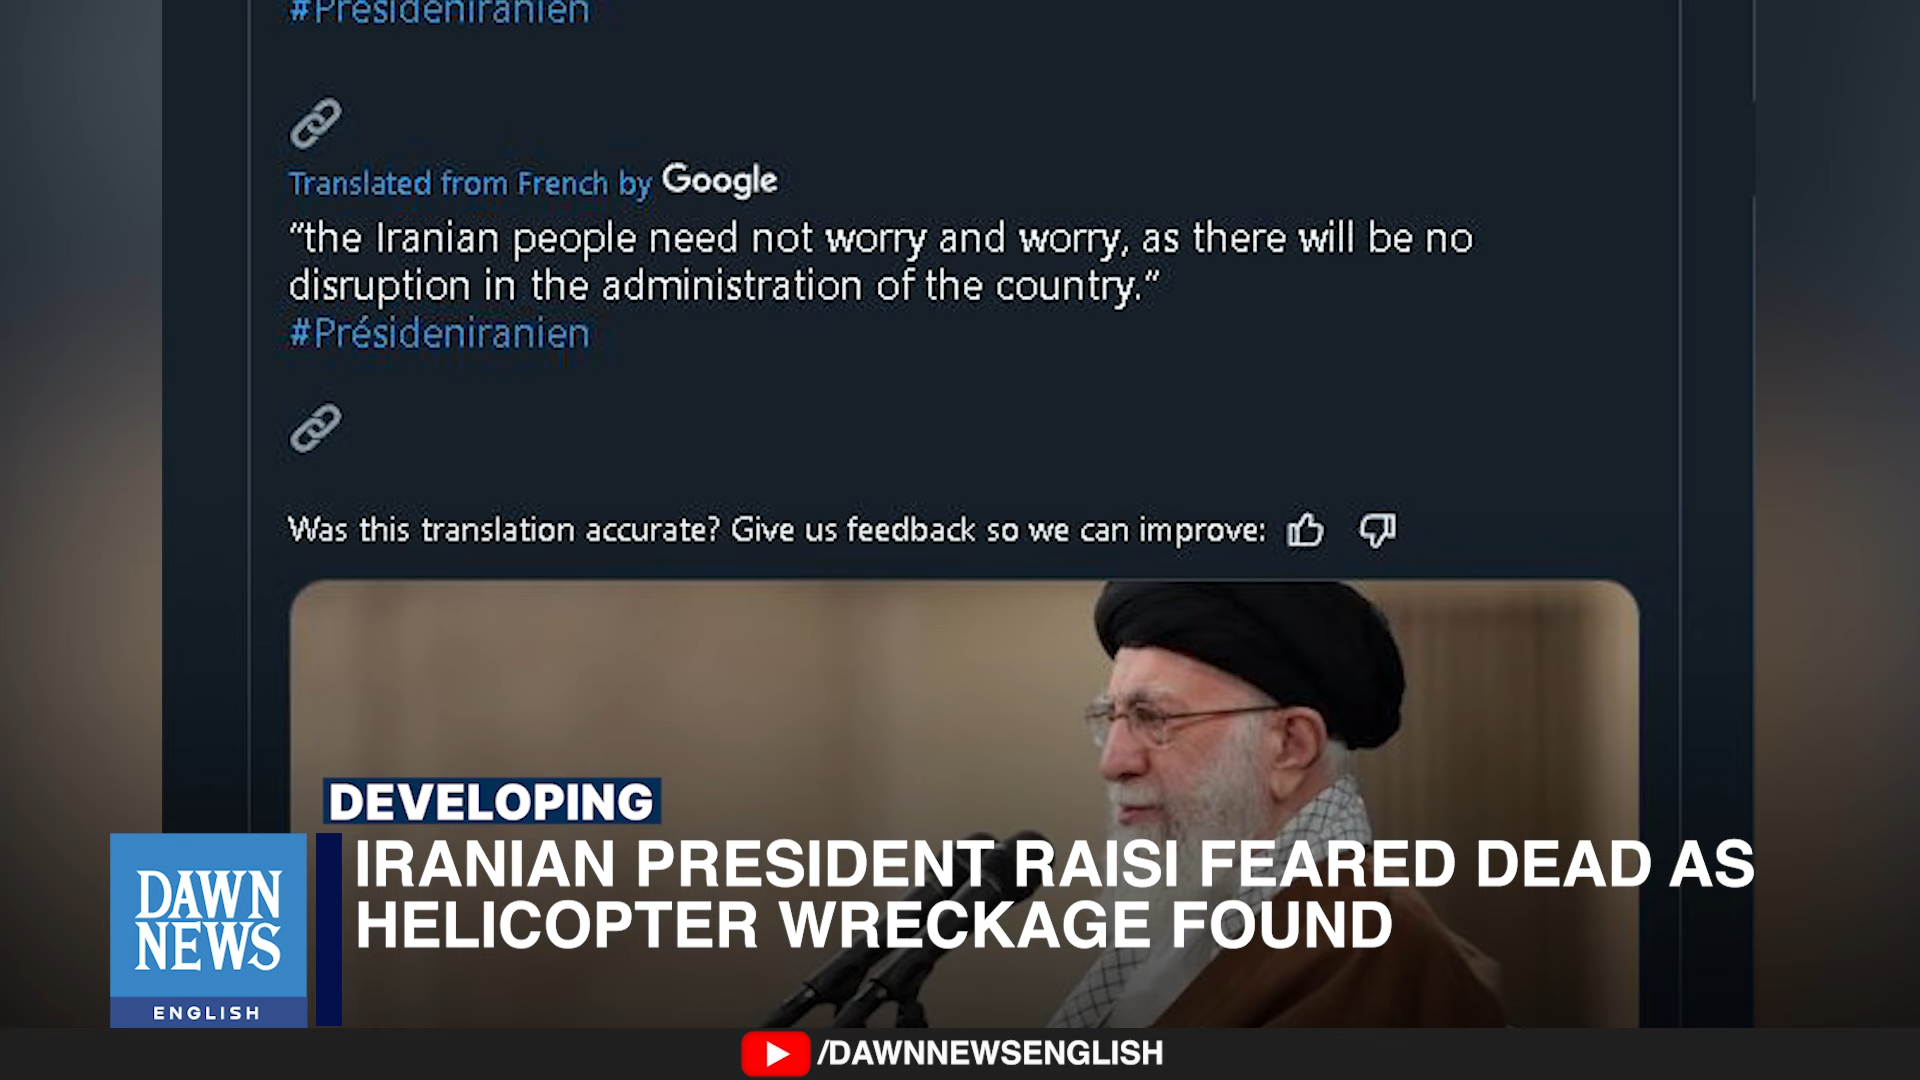 #Présideniranien
Translated from French by Google
“the Iranian people need not worry and worry, as there will be no
disruption in the administration of the country.”
#Présideniranien
Was this translation accurate? Give us feedback so we can improve:
DEVELOPING
IRANIAN PRESIDENT RAISI FEARED DEAD AS
HELICOPTER WRECKAGE FOUND
DAWN
NEWS
ENGLISH
/DAWNNEWSENGLISH